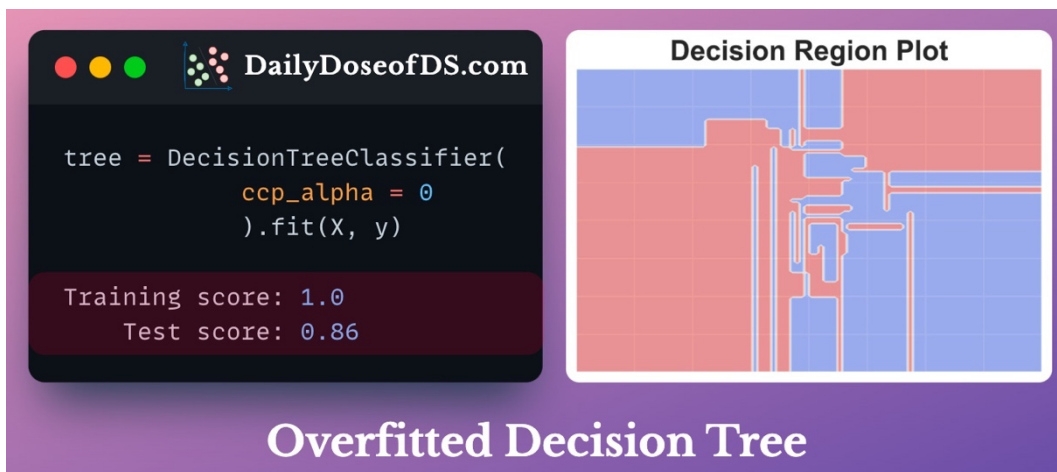 DailyDoseofDS.com
tree = DecisionTreeClassifier(
ccp_alpha = 0
).fit(X, y)
Training score: 1.0
Test score: 0.86
Decision Region Plot
Overfitted Decision Tree